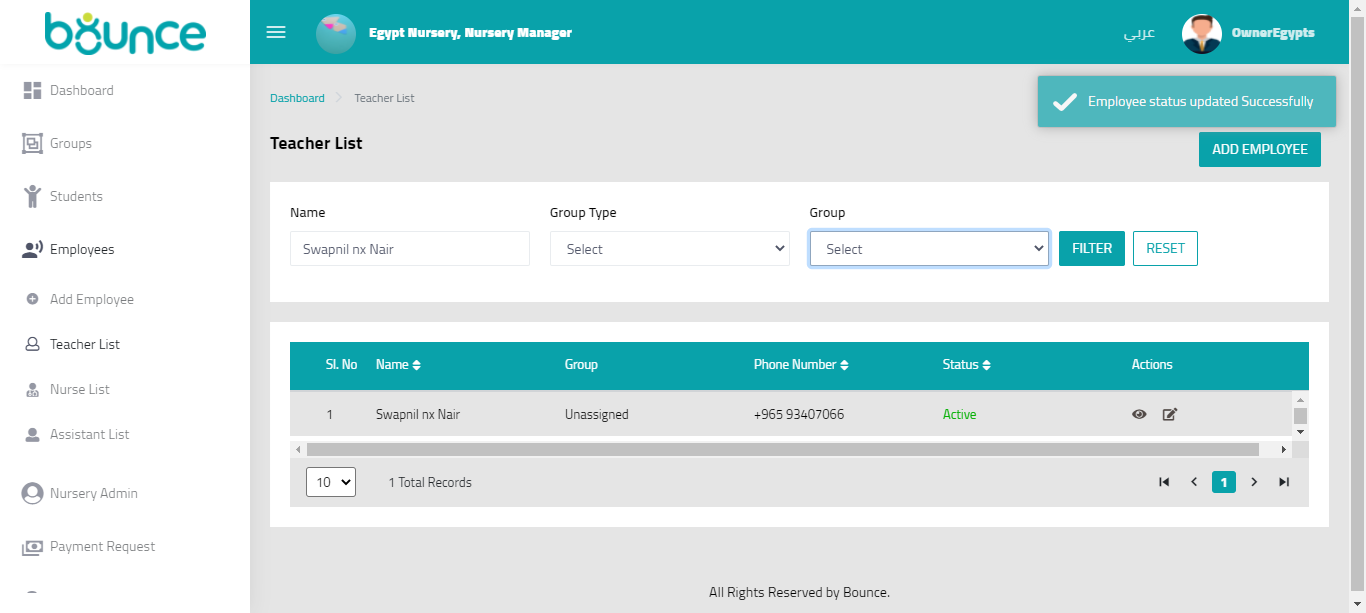 bounce
Egypt Nursery, Nursery Manager
عربي
OwnerEgypts
Dashboard
Groups
Students
Employees
Add Employee
Teacher List
Nurse List
Assistant List
Nursery Admin
Payment Request
Dashboard > Teacher List
Employee status updated Successfully
Teacher List
ADD EMPLOYEE
Name Group Type Group
Swapnil nx Nair Select Select FILTER RESET
Sl. No Name Group Phone Number Status Actions
1 Swapnil nx Nair Unassigned +965 93407066 Active
10 1 Total Records 1
All Rights Reserved by Bounce.